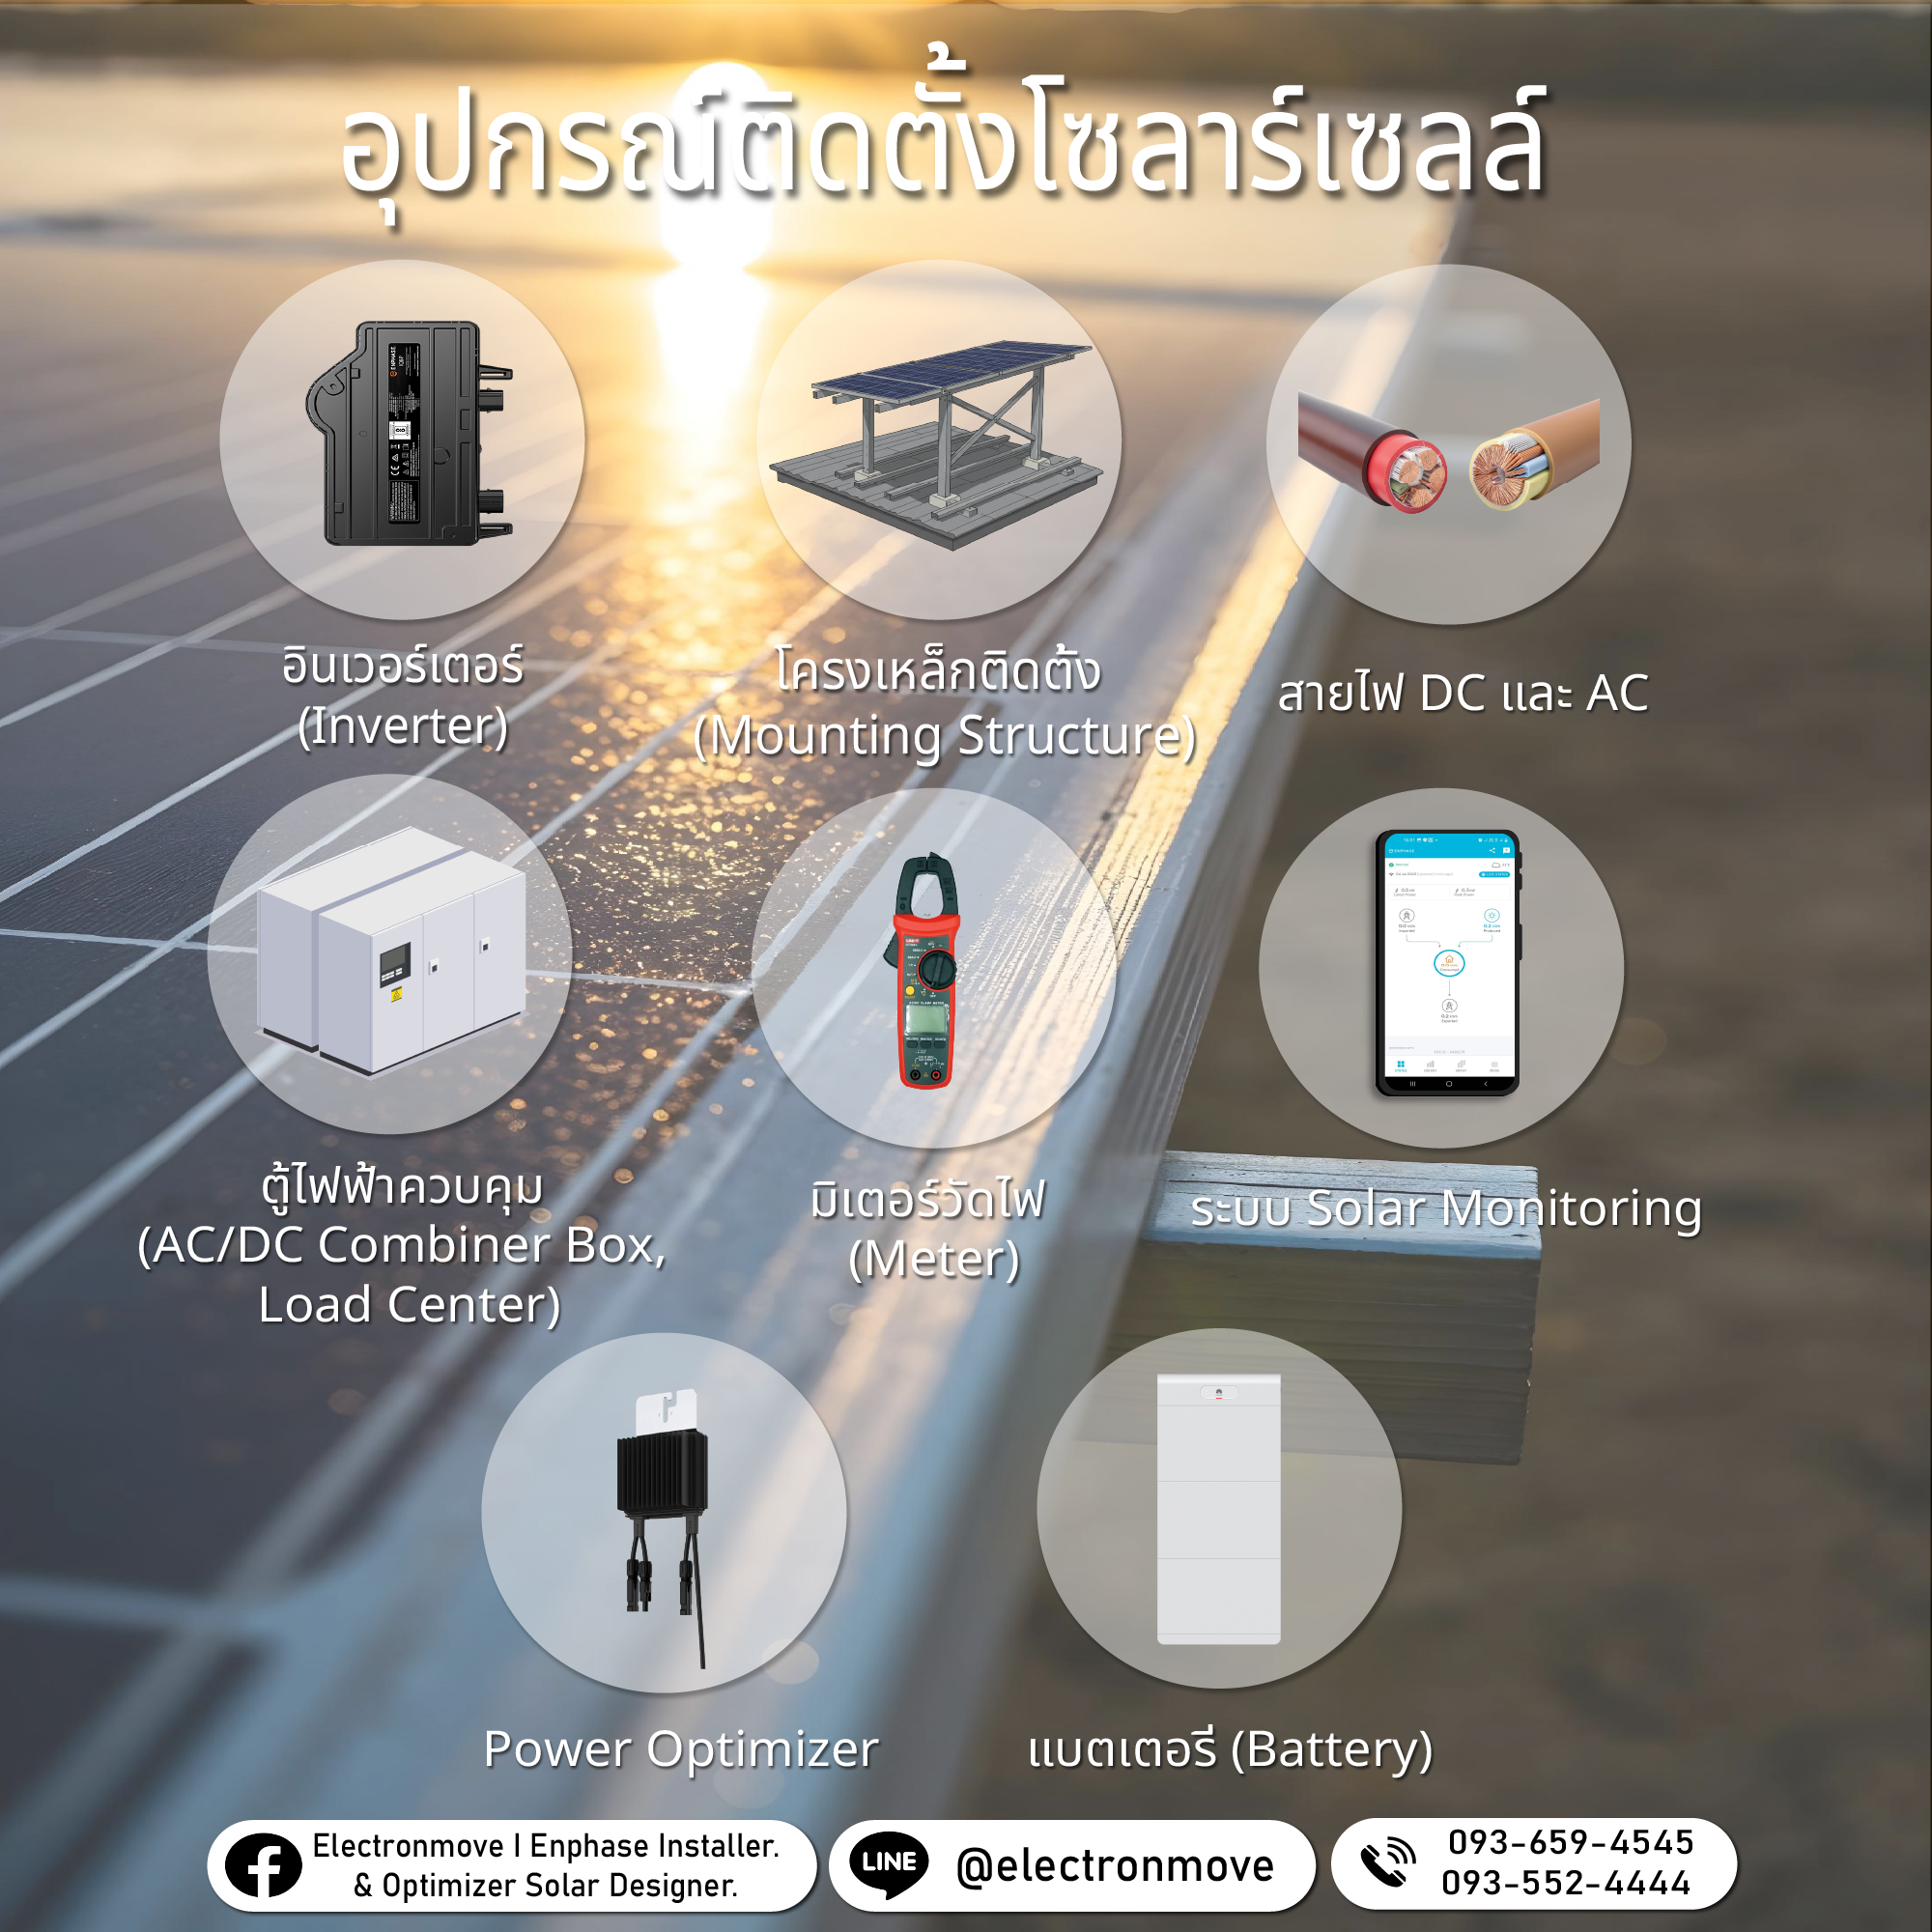 อุปกรณ์ติดตั้งโซลาร์เซลล์
ENPHASE
อินเวอร์เตอร์
(Inverter)
โครงเหล็กติดตั้ง
(Mounting Structure)
สายไฟ DC และ AC
ตู้ไฟฟ้าควบคุม
(AC/DC Combiner Box,
Load Center)
มิเตอร์วัดไฟ
(Meter)
ระบบ Solar Monitoring
Power Optimizer
แบตเตอรี่ (Battery)
Electronmove | Enphase Installer.
& Optimizer Solar Designer.
LINE
@electronmove
093-659-4545
093-552-4444